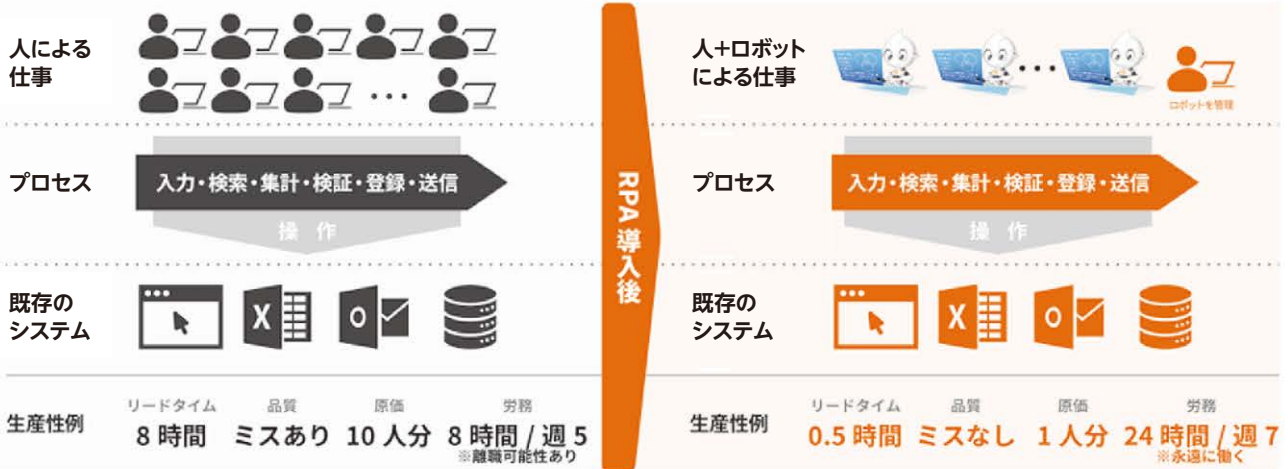 人による
仕事
プロセス
入力・検索・集計・検証・登録・送信
操 作
既存の
システム
X
O
生産性例
リードタイム 品質 原価 労務
8 時間 ミスあり 10 人分 8 時間 / 週 5
※離職可能性あり
RPA 導入後
人+ロボット
による仕事
ロボットを管理
プロセス
入力・検索・集計・検証・登録・送信
操 作
既存の
システム
X
O
生産性例
リードタイム 品質 原価 労務
0.5 時間 ミスなし 1 人分 24 時間 / 週 7
※永遠に働く